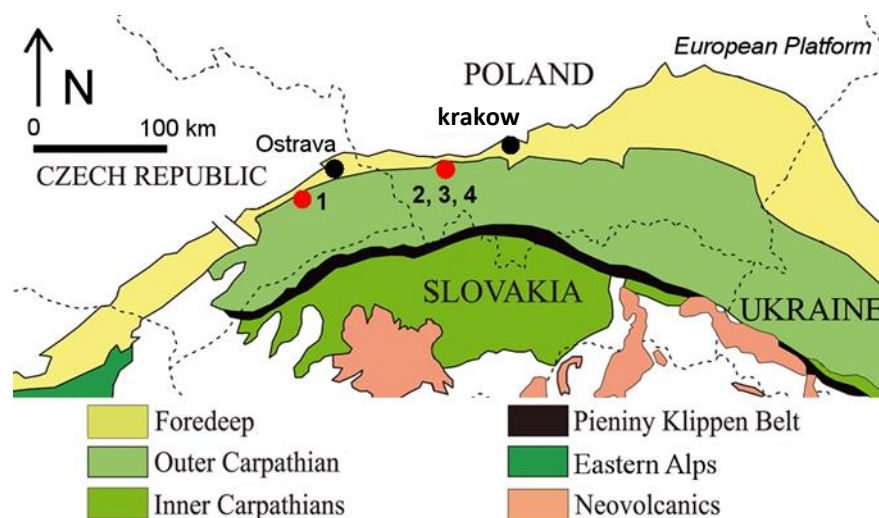 European Platform
POLAND
N
krakow
0 100 km
Ostrava
CZECH REPUBLIC
1
2, 3, 4
SLOVAKIA
UKRAINE
Foredeep
Pieniny Klippen Belt
Outer Carpathian
Eastern Alps
Inner Carpathians
Neovolcanics